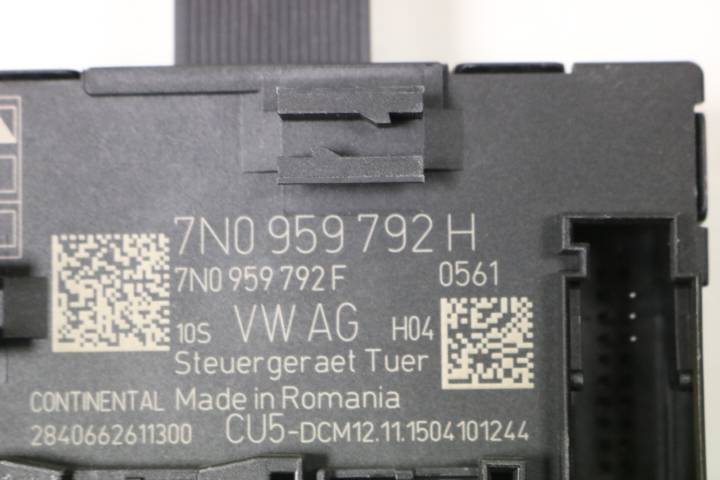 7N0 959 792 H
7N0 959 792 F 0561
10S VW AG H04
Steuergeraet Tuer
CONTINENTAL Made in Romania
2840662611300 CU5-DCM12.11.1504101244